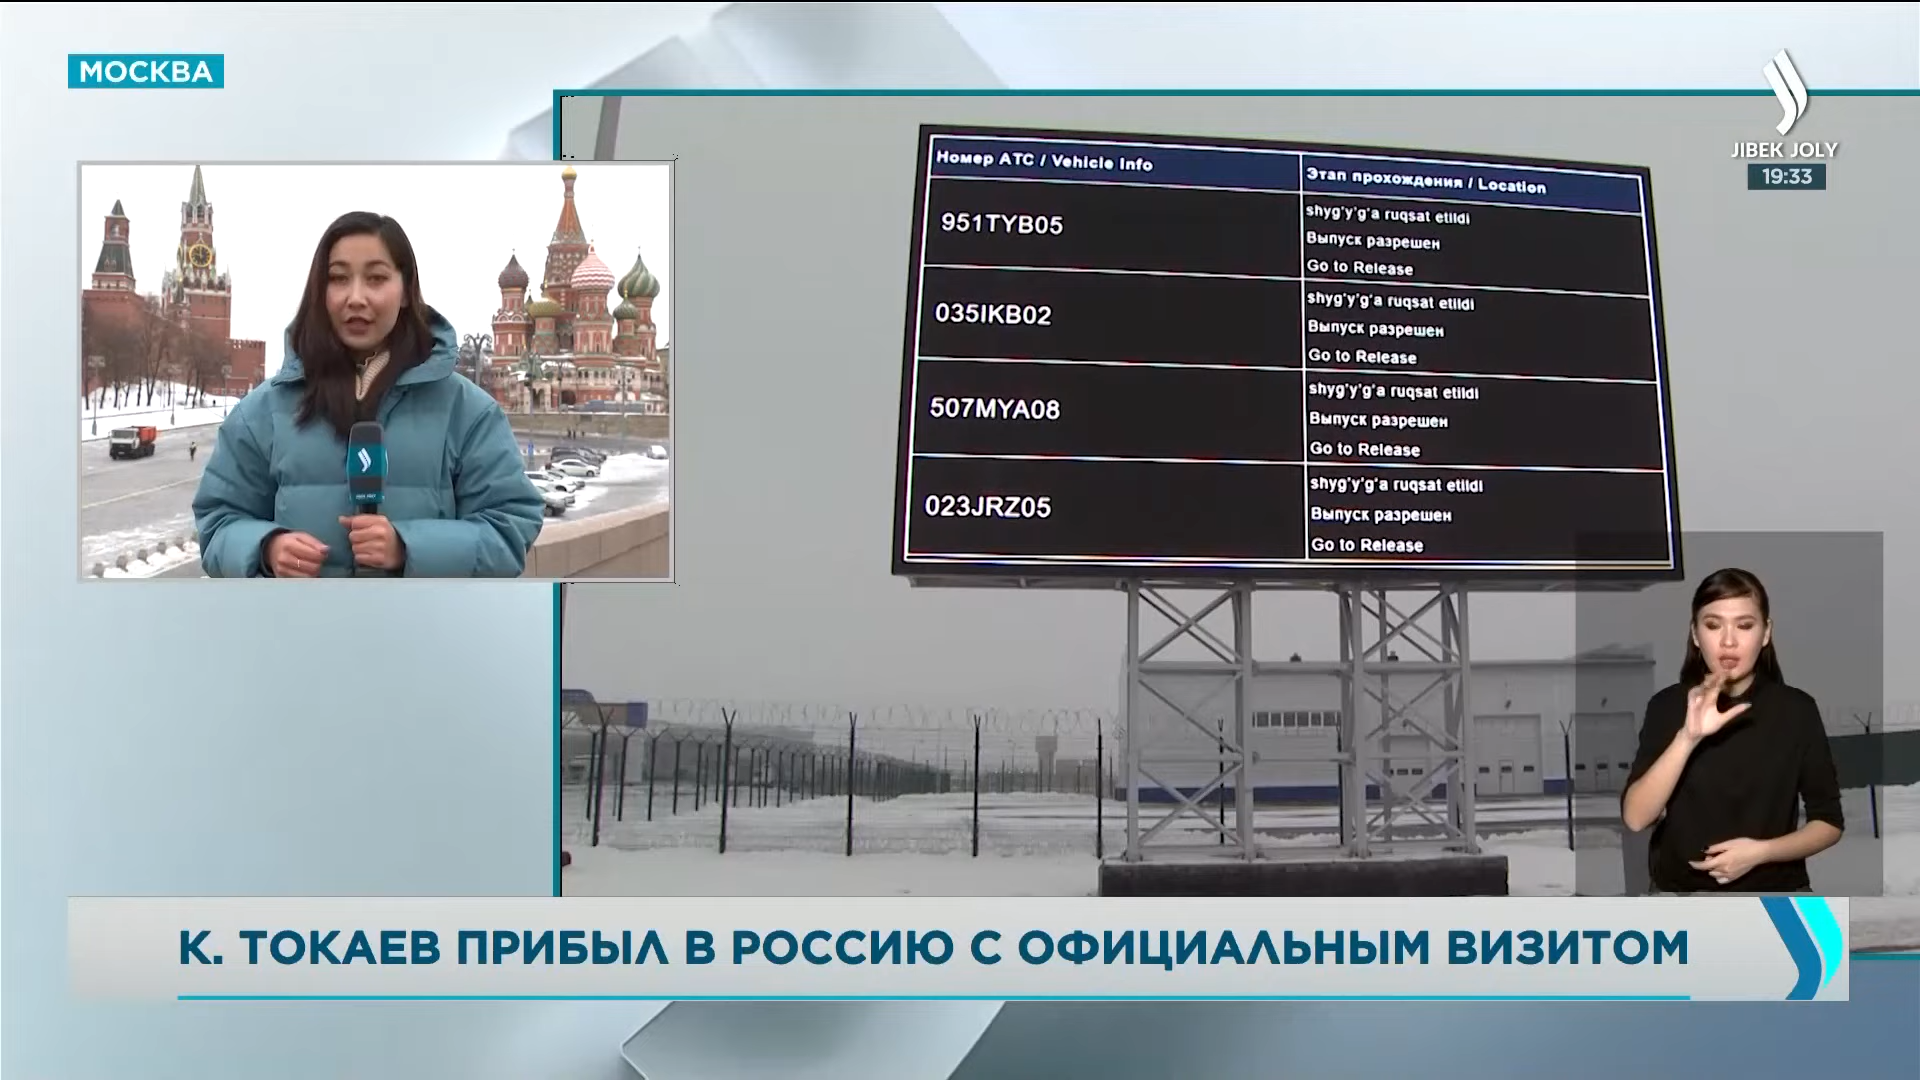 МОСКВА
JIBEK JOLY
19:33
Номер АТС / Vehicle Info
Этап прохождения / Location
951TYB05
shyg'y'g'a ruqsat etildi
Выпуск разрешен
Go to Release
035IKB02
shyg'y'g'a ruqsat etildi
Выпуск разрешен
Go to Release
507MYA08
shyg'y'g'a ruqsat etildi
Выпуск разрешен
Go to Release
023JRZ05
shyg'y'g'a ruqsat etildi
Выпуск разрешен
Go to Release
К. ТОКАЕВ ПРИБЫЛ В РОССИЮ С ОФИЦИАЛЬНЫМ ВИЗИТОМ